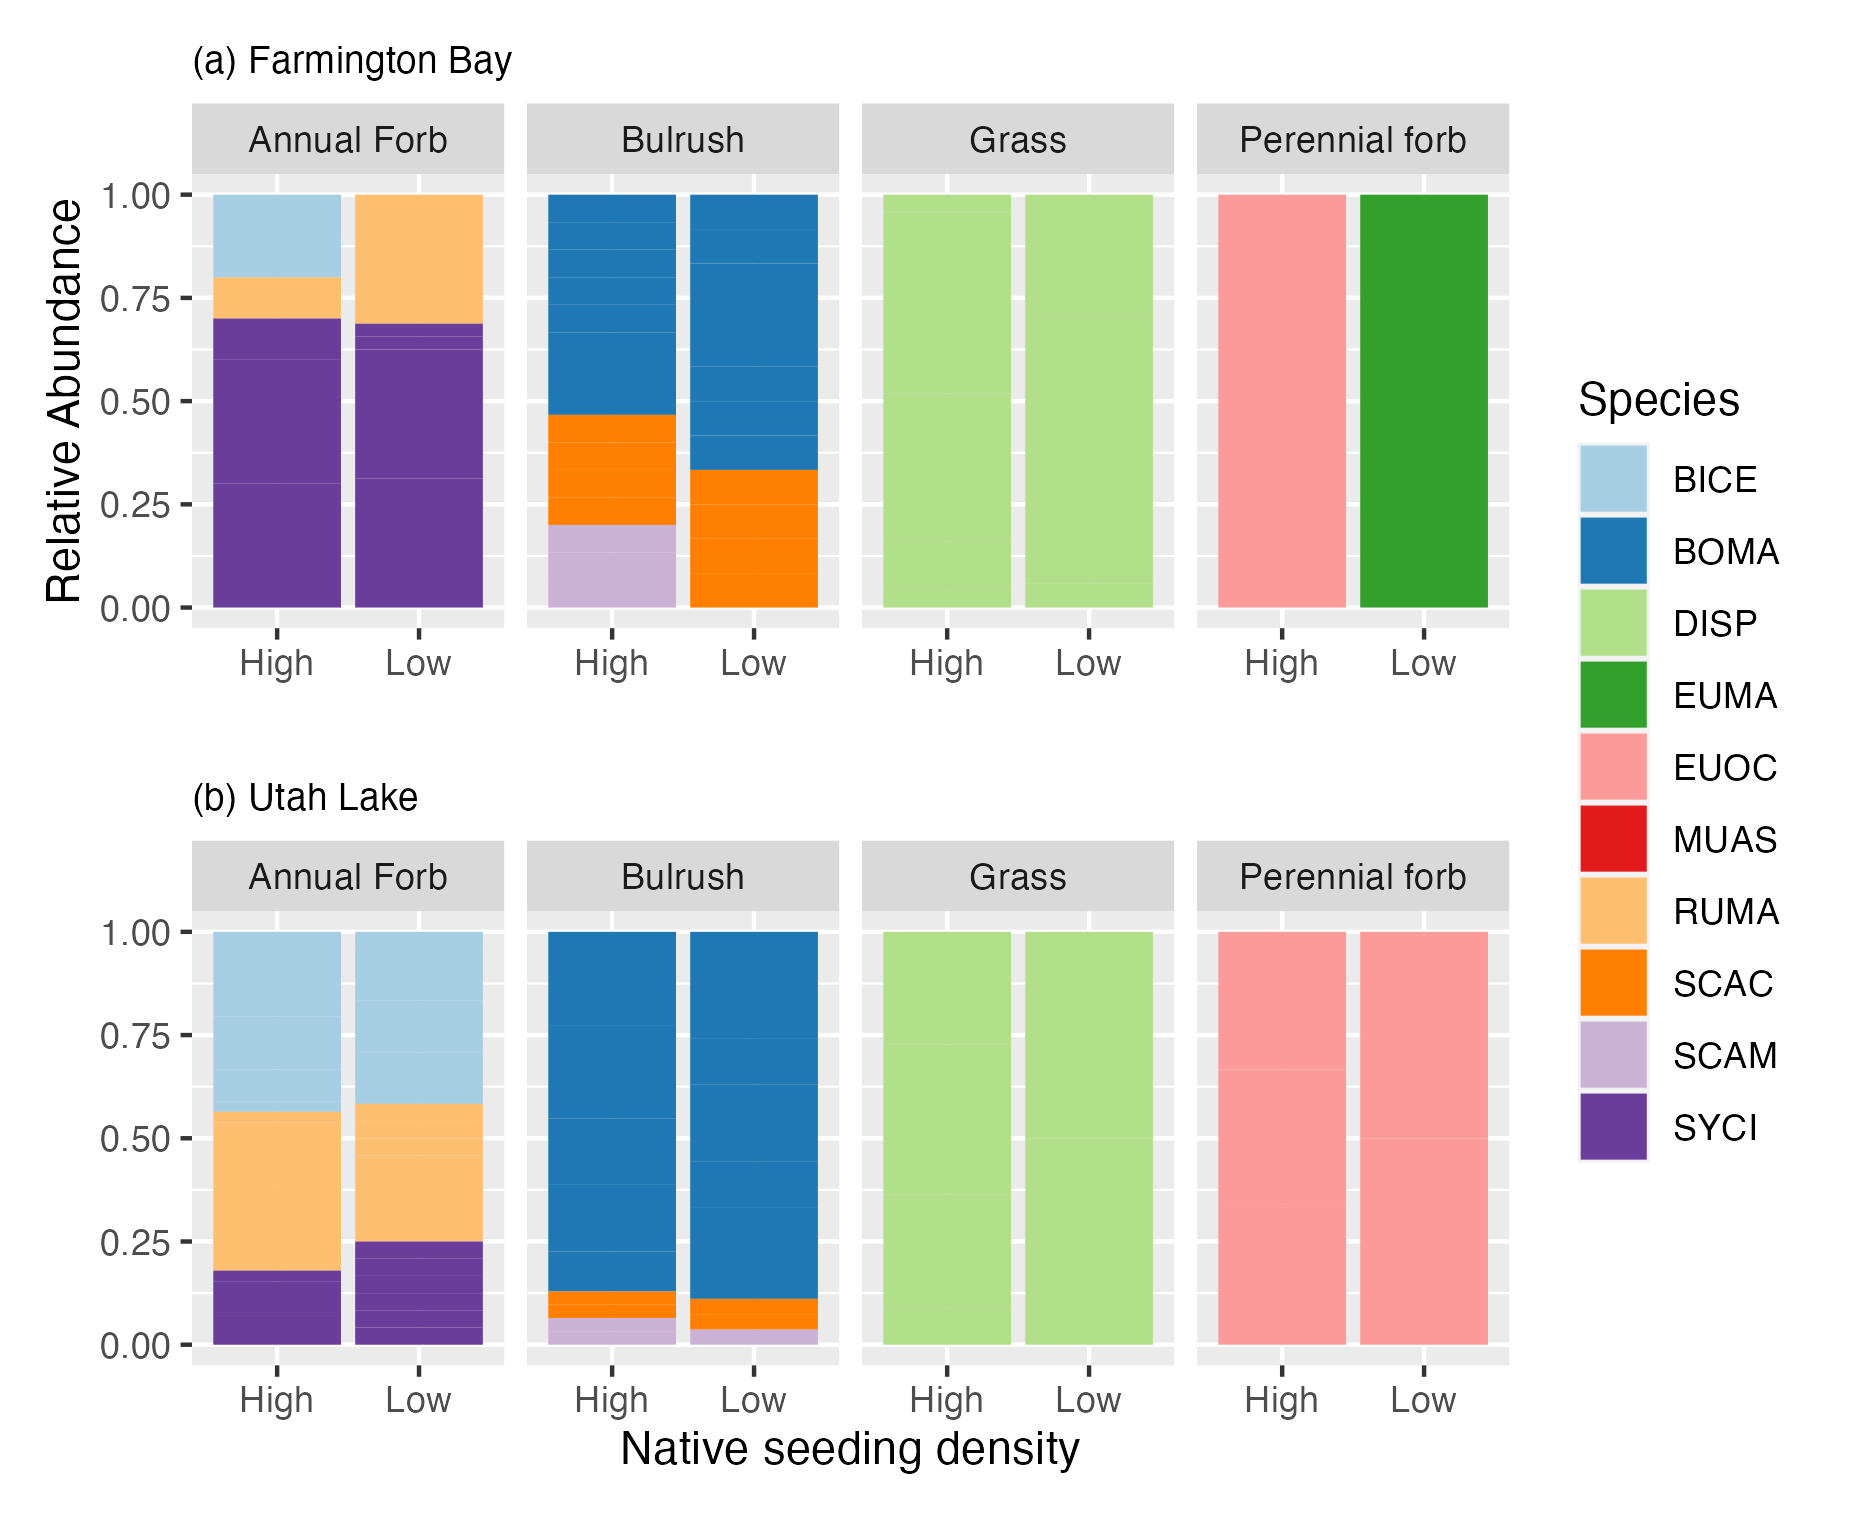 (a) Farmington Bay
Annual Forb Bulrush Grass Perennial forb
Relative Abundance
1.00
0.75
0.50
0.25
0.00
High Low High Low High Low High Low
(b) Utah Lake
Annual Forb Bulrush Grass Perennial forb
1.00
0.75
0.50
0.25
0.00
High Low High Low High Low High Low
Native seeding density
Species
BICE
BOMA
DISP
EUMA
EUOC
MUAS
RUMA
SCAC
SCAM
SYCI